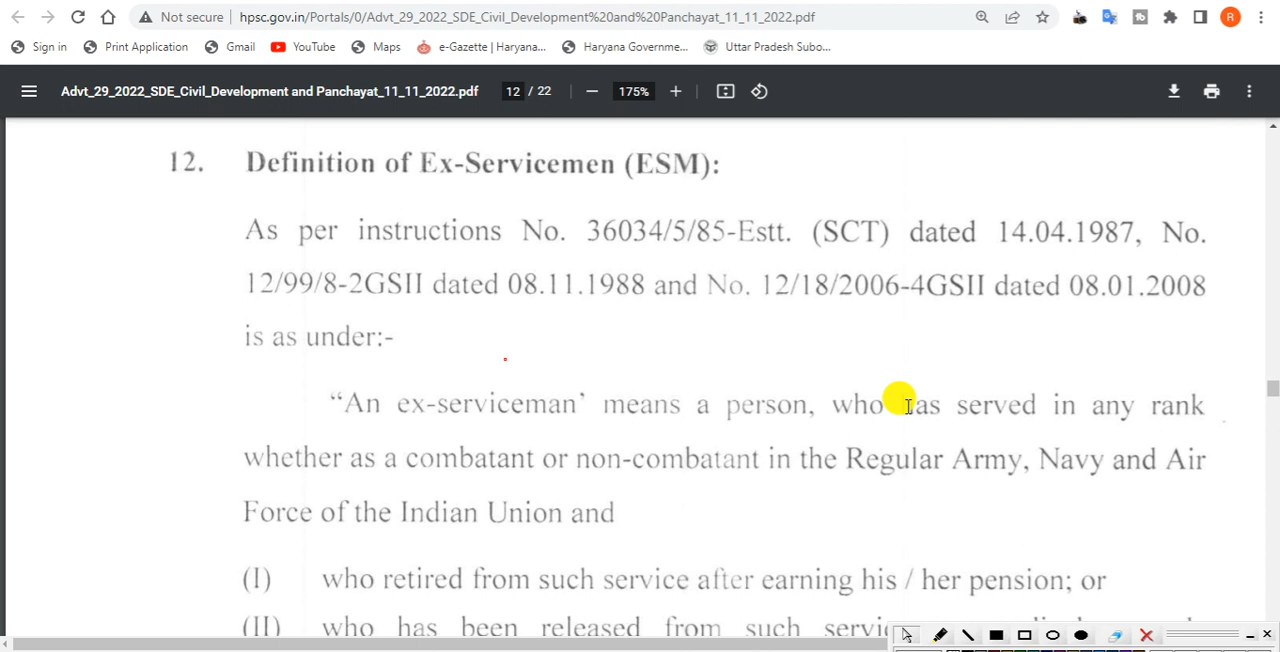 Not secure | hpsc.gov.in/Portals/0/Advt_29_2022_SDE_Civil_Development%20and%20Panchayat_11_11_2022.pdf
R
Sign in Print Application Gmail YouTube Maps e-Gazette | Haryana... Haryana Governme... Uttar Pradesh Subo...
Advt_29_2022_SDE_Civil_Development and Panchayat_11_11_2022.pdf 12 / 22 175%
12. Definition of Ex-Servicemen (ESM):
As per instructions No. 36034/5/85-Estt. (SCT) dated 14.04.1987, No.
12/99/8-2GSII dated 08.11.1988 and No. 12/18/2006-4GSII dated 08.01.2008
is as under:-
“An ex-serviceman’ means a person, who has served in any rank
whether as a combatant or non-combatant in the Regular Army, Navy and Air
Force of the Indian Union and
(I) who retired from such service after earning his / her pension; or
(II) who has been released from such